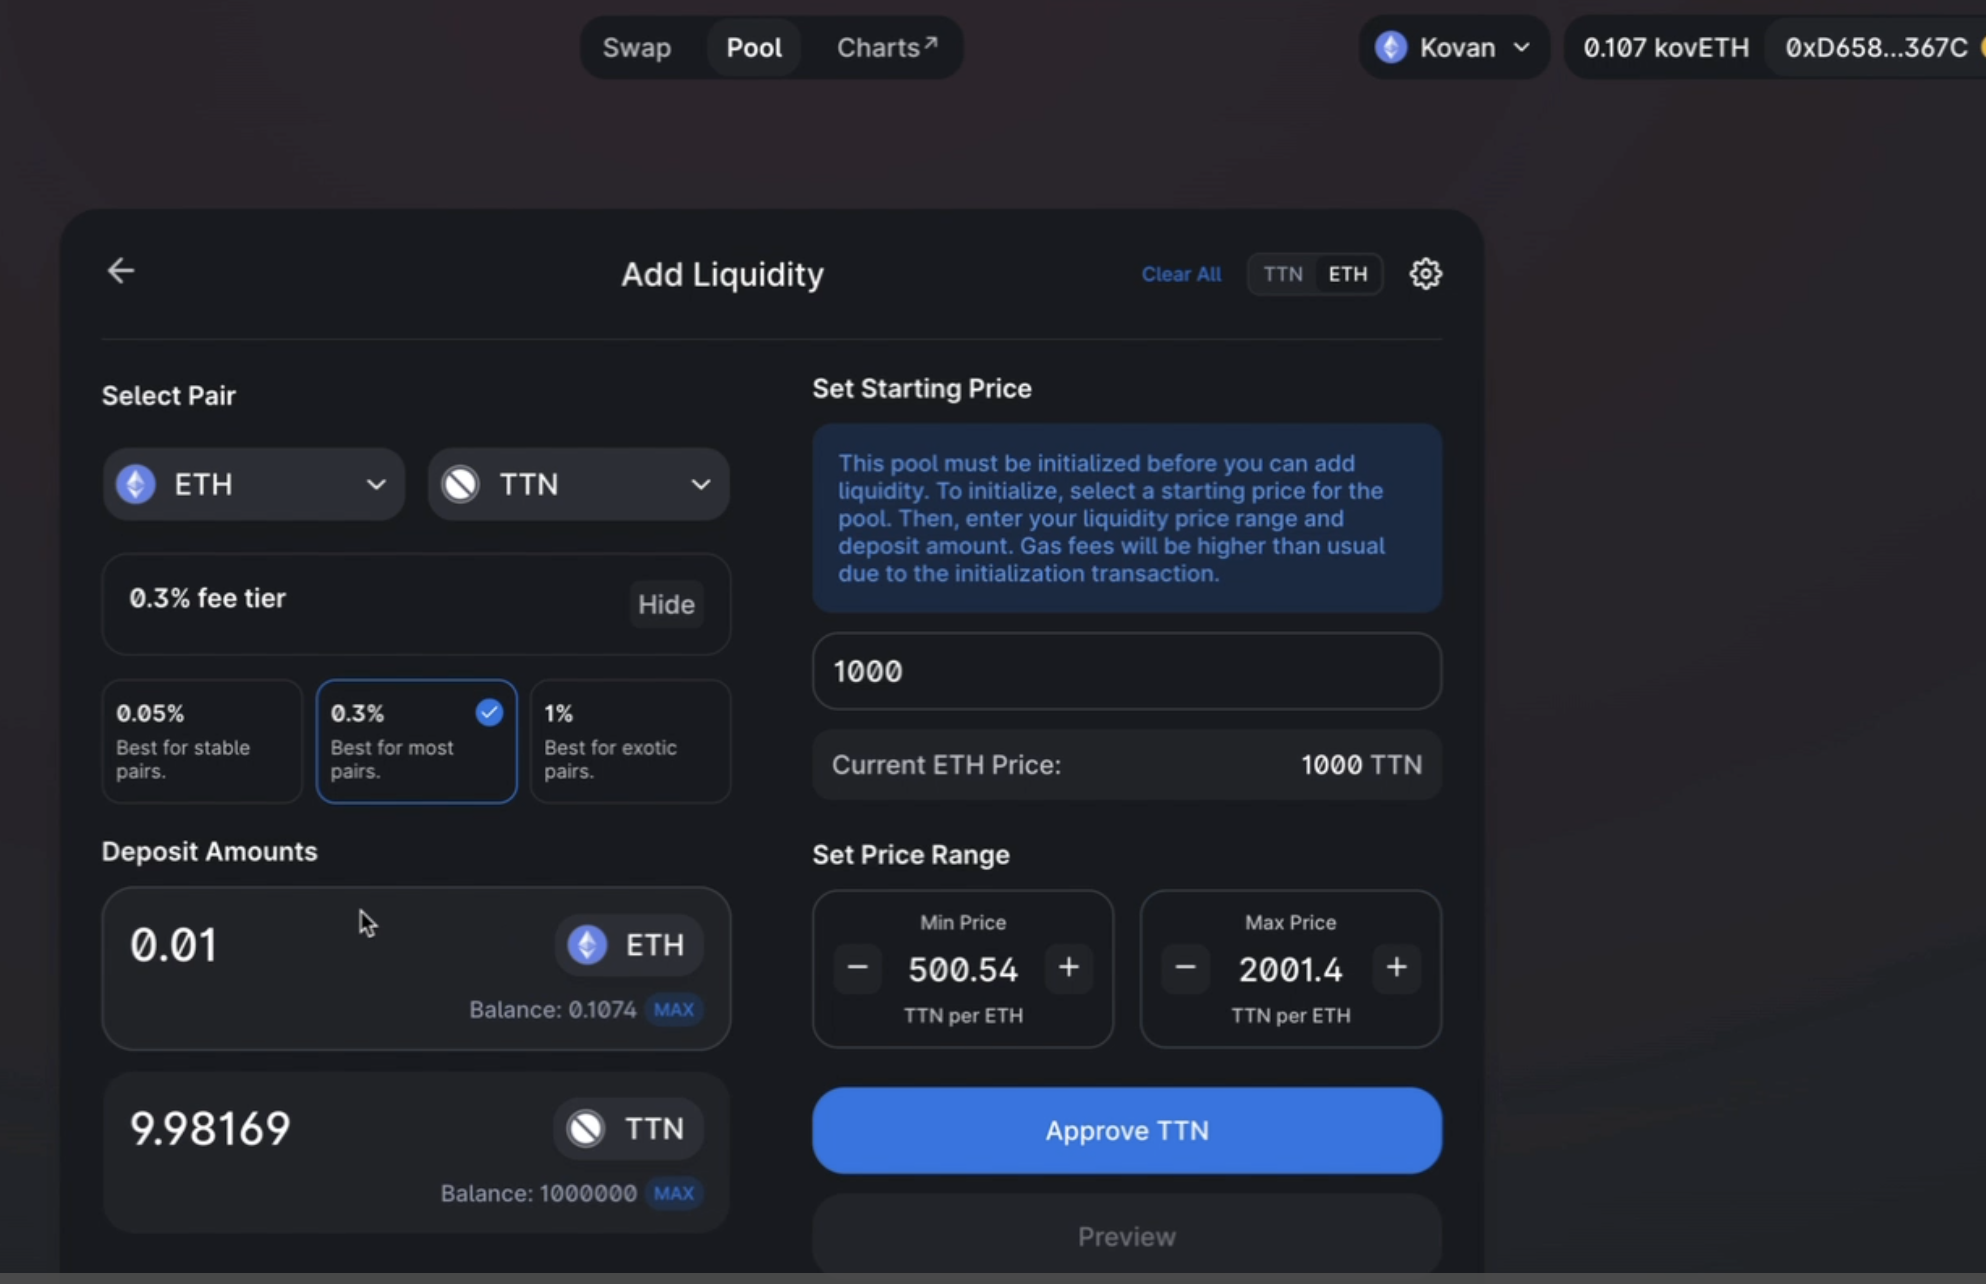 Swap
Pool
Charts↗
Kovan
0.107 kovETH
0xD658...367C
Add Liquidity
Clear All
TTN
ETH
Select Pair
ETH
TTN
0.3% fee tier
Hide
0.05%
Best for stable
pairs.
0.3%
Best for most
pairs.
1%
Best for exotic
pairs.
Deposit Amounts
0.01
ETH
Balance: 0.1074
MAX
9.98169
TTN
Balance: 1000000
MAX
Set Starting Price
This pool must be initialized before you can add
liquidity. To initialize, select a starting price for the
pool. Then, enter your liquidity price range and
deposit amount. Gas fees will be higher than usual
due to the initialization transaction.
1000
Current ETH Price:
1000 TTN
Set Price Range
Min Price
− 500.54 +
TTN per ETH
Max Price
− 2001.4 +
TTN per ETH
Approve TTN
Preview